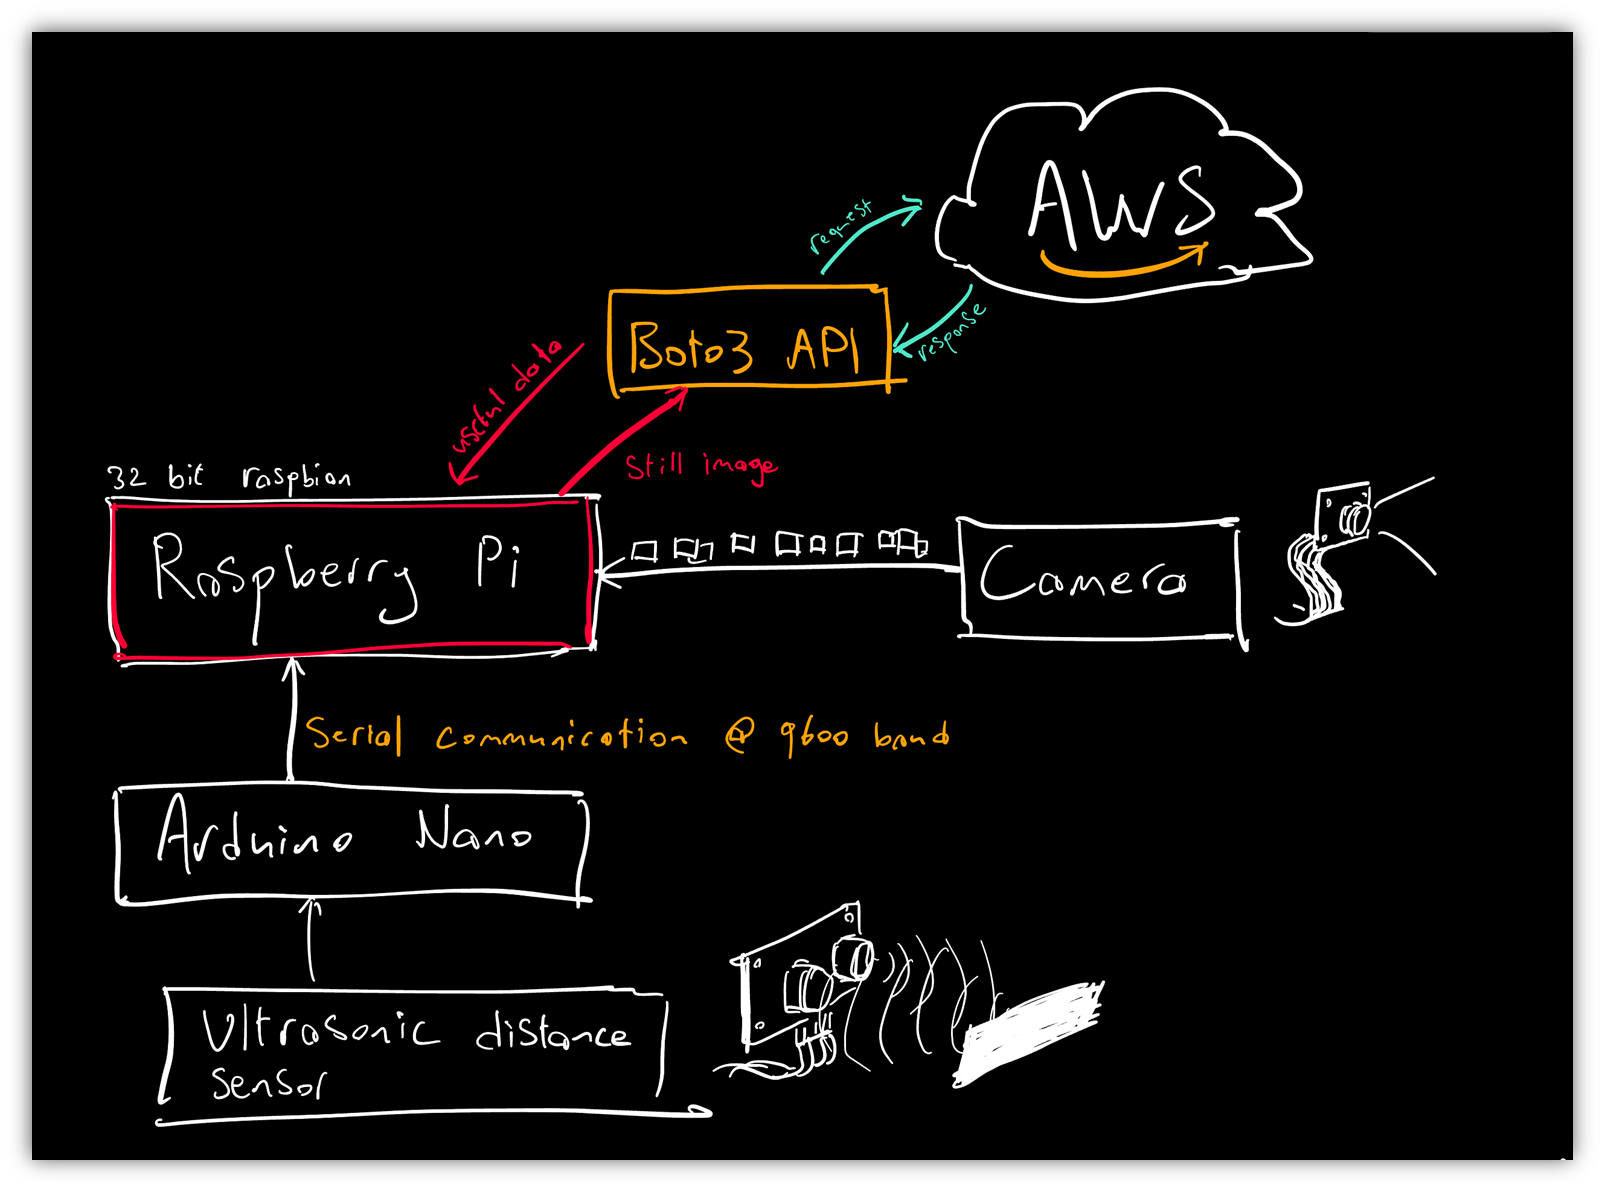 AWS
request
response
Boto3 API
useful data
Still image
32 bit raspbion
Raspberry Pi
Camera
Serial communication @ 9600 baud
Arduino Nano
Ultrasonic distance
sensor